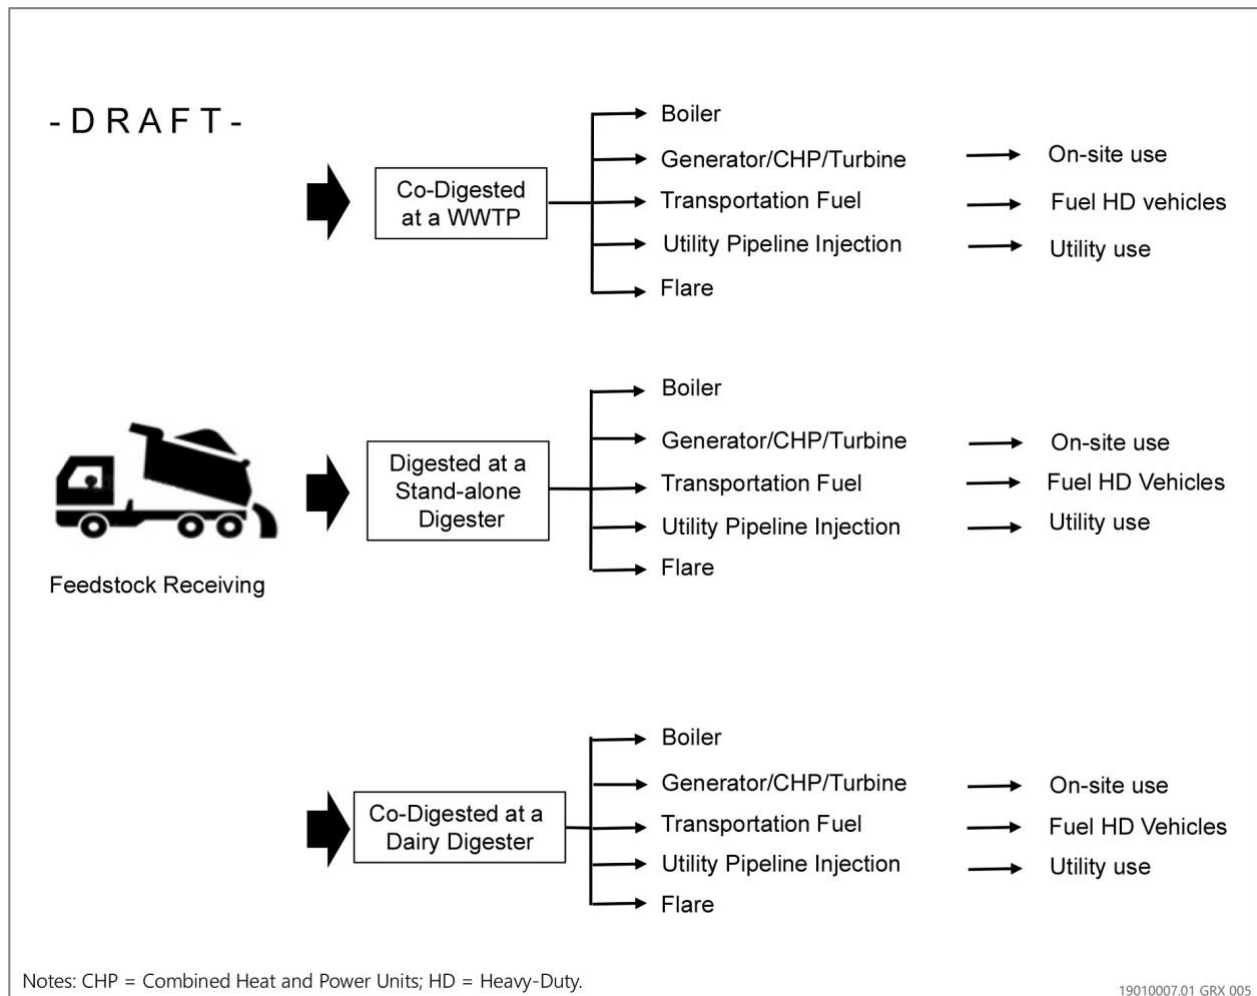 - D R A F T -
Co-Digested
at a WWTP
Boiler
Generator/CHP/Turbine
On-site use
Transportation Fuel
Fuel HD vehicles
Utility Pipeline Injection
Utility use
Flare
Feedstock Receiving
Digested at a
Stand-alone
Digester
Boiler
Generator/CHP/Turbine
On-site use
Transportation Fuel
Fuel HD Vehicles
Utility Pipeline Injection
Utility use
Flare
Co-Digested at a
Dairy Digester
Boiler
Generator/CHP/Turbine
On-site use
Transportation Fuel
Fuel HD Vehicles
Utility Pipeline Injection
Utility use
Flare
Notes: CHP = Combined Heat and Power Units; HD = Heavy-Duty.
19010007.01 GRX 005